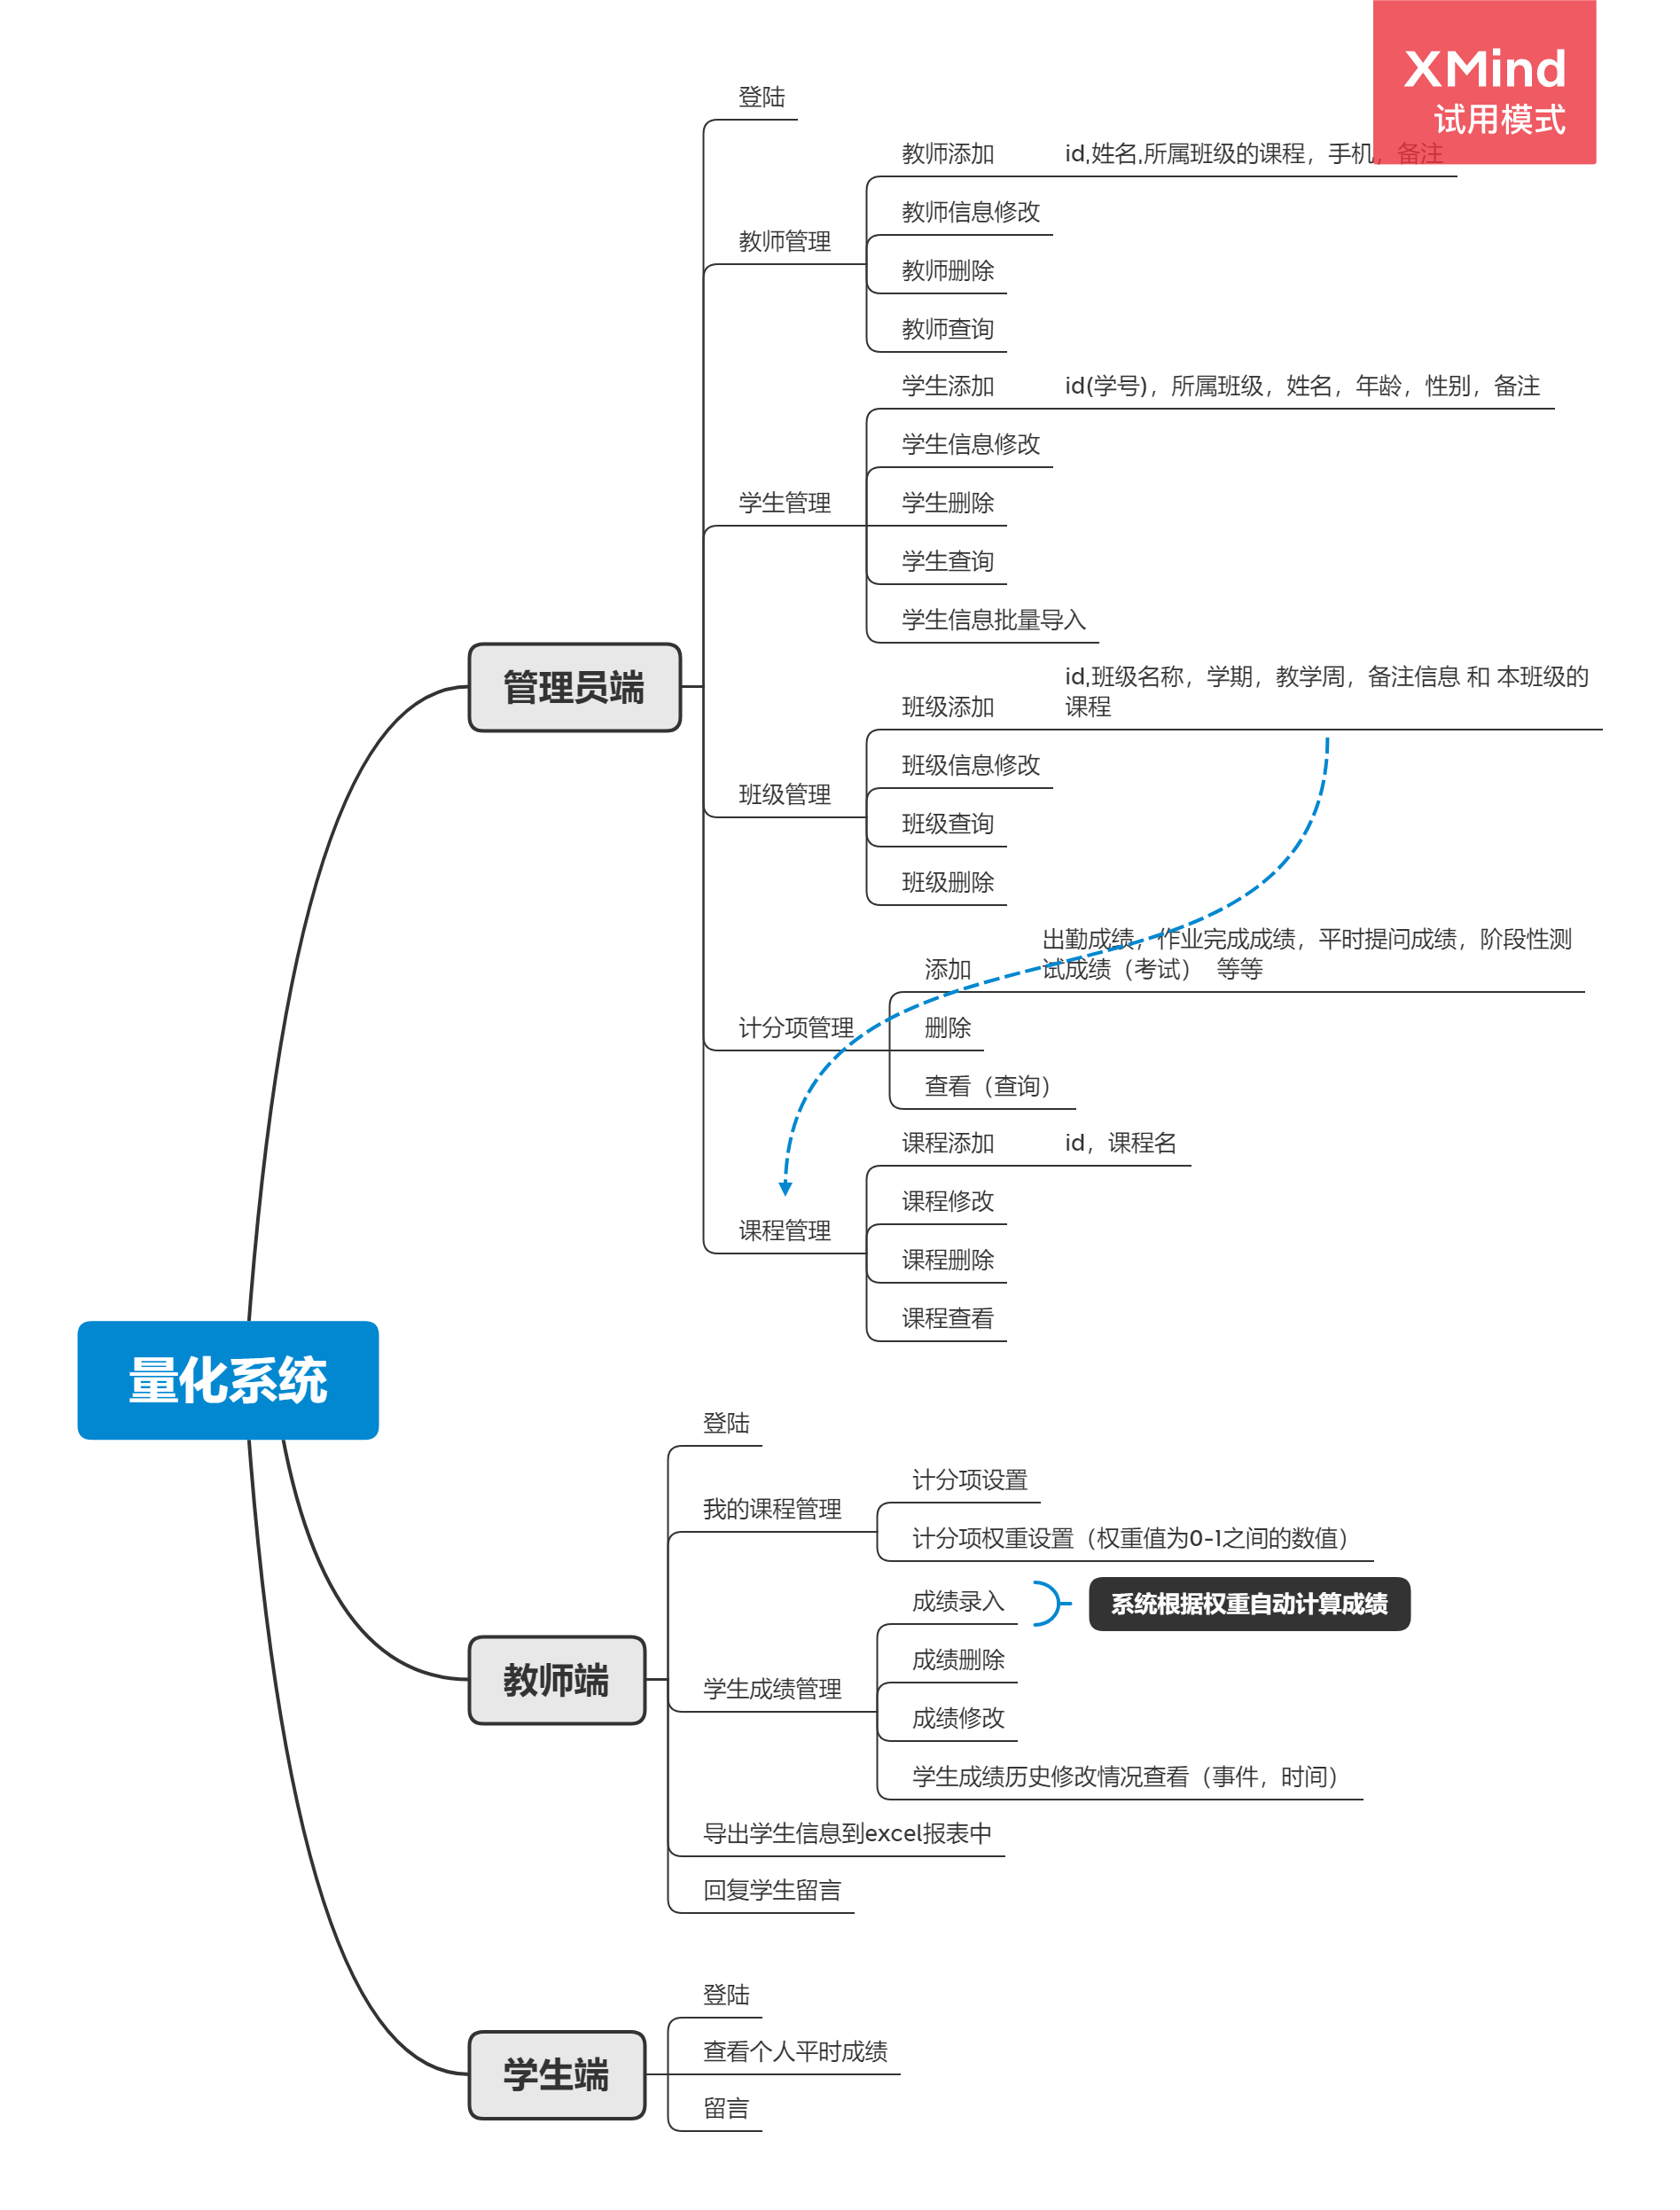 XMind
试用模式
登陆
教师添加
id,姓名,所属班级的课程，手机，备注
教师信息修改
教师管理
教师删除
教师查询
学生添加
id(学号)，所属班级，姓名，年龄，性别，备注
学生信息修改
学生管理
学生删除
学生查询
学生信息批量导入
管理员端
id,班级名称，学期，教学周，备注信息 和 本班级的
课程
班级添加
班级信息修改
班级管理
班级查询
班级删除
出勤成绩，作业完成成绩，平时提问成绩，阶段性测
试成绩（考试） 等等
添加
计分项管理
删除
查看（查询）
课程添加
id，课程名
课程修改
课程管理
课程删除
课程查看
量化系统
登陆
计分项设置
我的课程管理
计分项权重设置（权重值为0-1之间的数值）
成绩录入
系统根据权重自动计算成绩
成绩删除
教师端
学生成绩管理
成绩修改
学生成绩历史修改情况查看（事件，时间）
导出学生信息到excel报表中
回复学生留言
登陆
查看个人平时成绩
学生端
留言